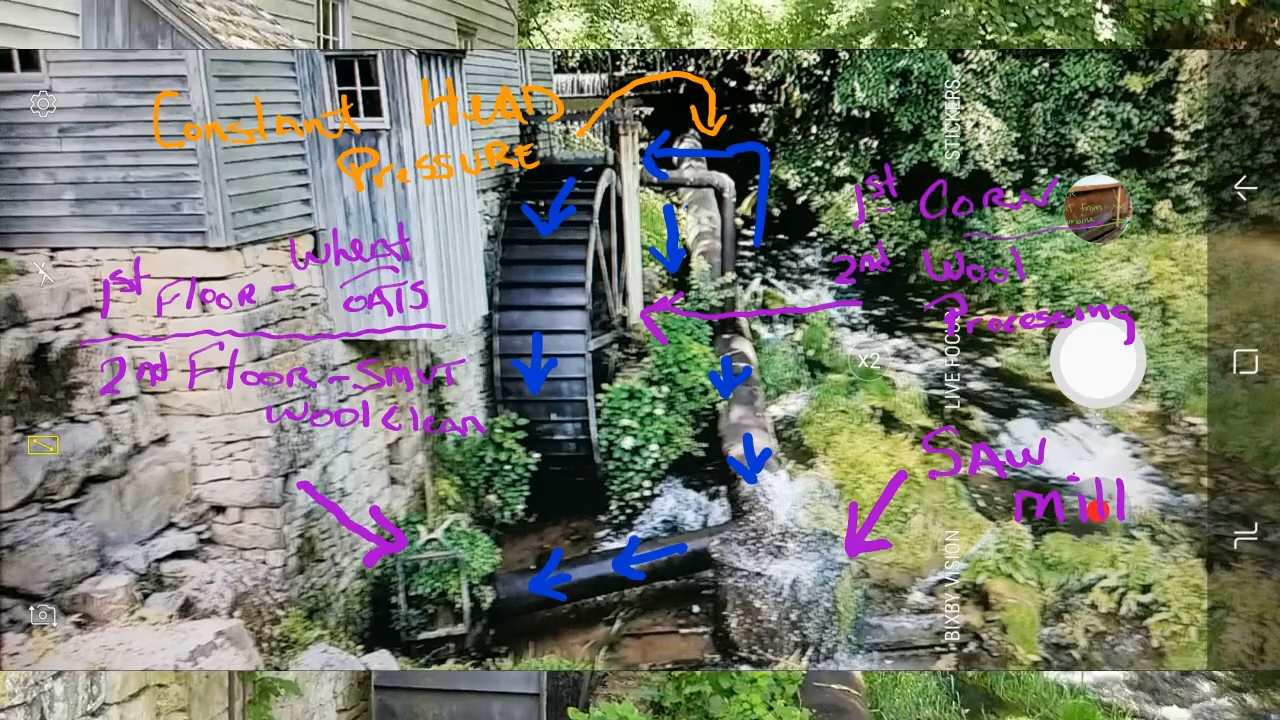 Constant HEAD
PRESSURE
1st CORN
2nd Wool
Processing
1st FLOOR - Wheat
OATS
2nd FLOOR - SMUT
Wool Clean
SAW
mill
STICKERS
LIVE FOCUS
BIXBY VISION
X2